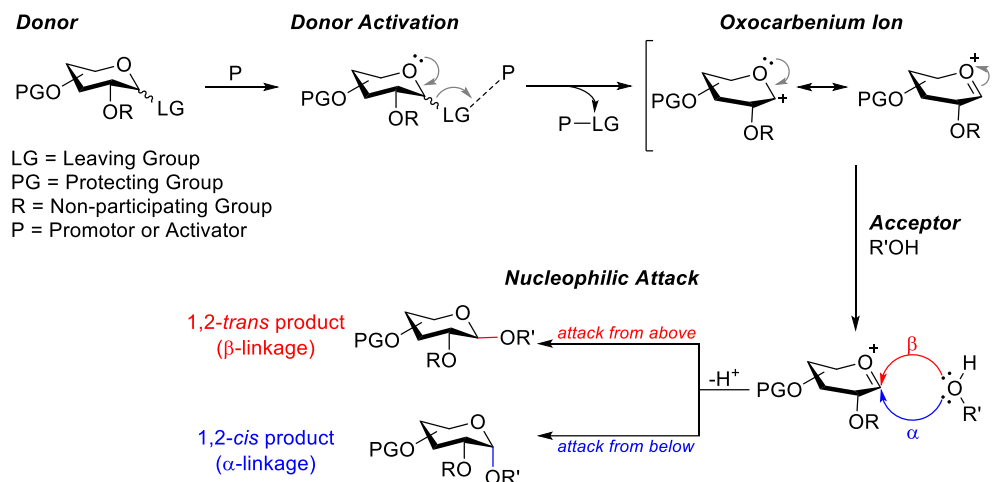 Donor
Donor Activation
Oxocarbenium Ion
O
PGO
OR
LG
P
O
PGO
OR
LG
P
P−LG
O
PGO
+
OR
+
O
PGO
OR
LG = Leaving Group
PG = Protecting Group
R = Non-participating Group
P = Promotor or Activator
Acceptor
R'OH
Nucleophilic Attack
1,2-trans product
(β-linkage)
O
PGO
RO
OR'
attack from above
-H+
+
O
PGO
OR
β
α
H
O
R'
1,2-cis product
(α-linkage)
O
PGO
RO
OR'
attack from below